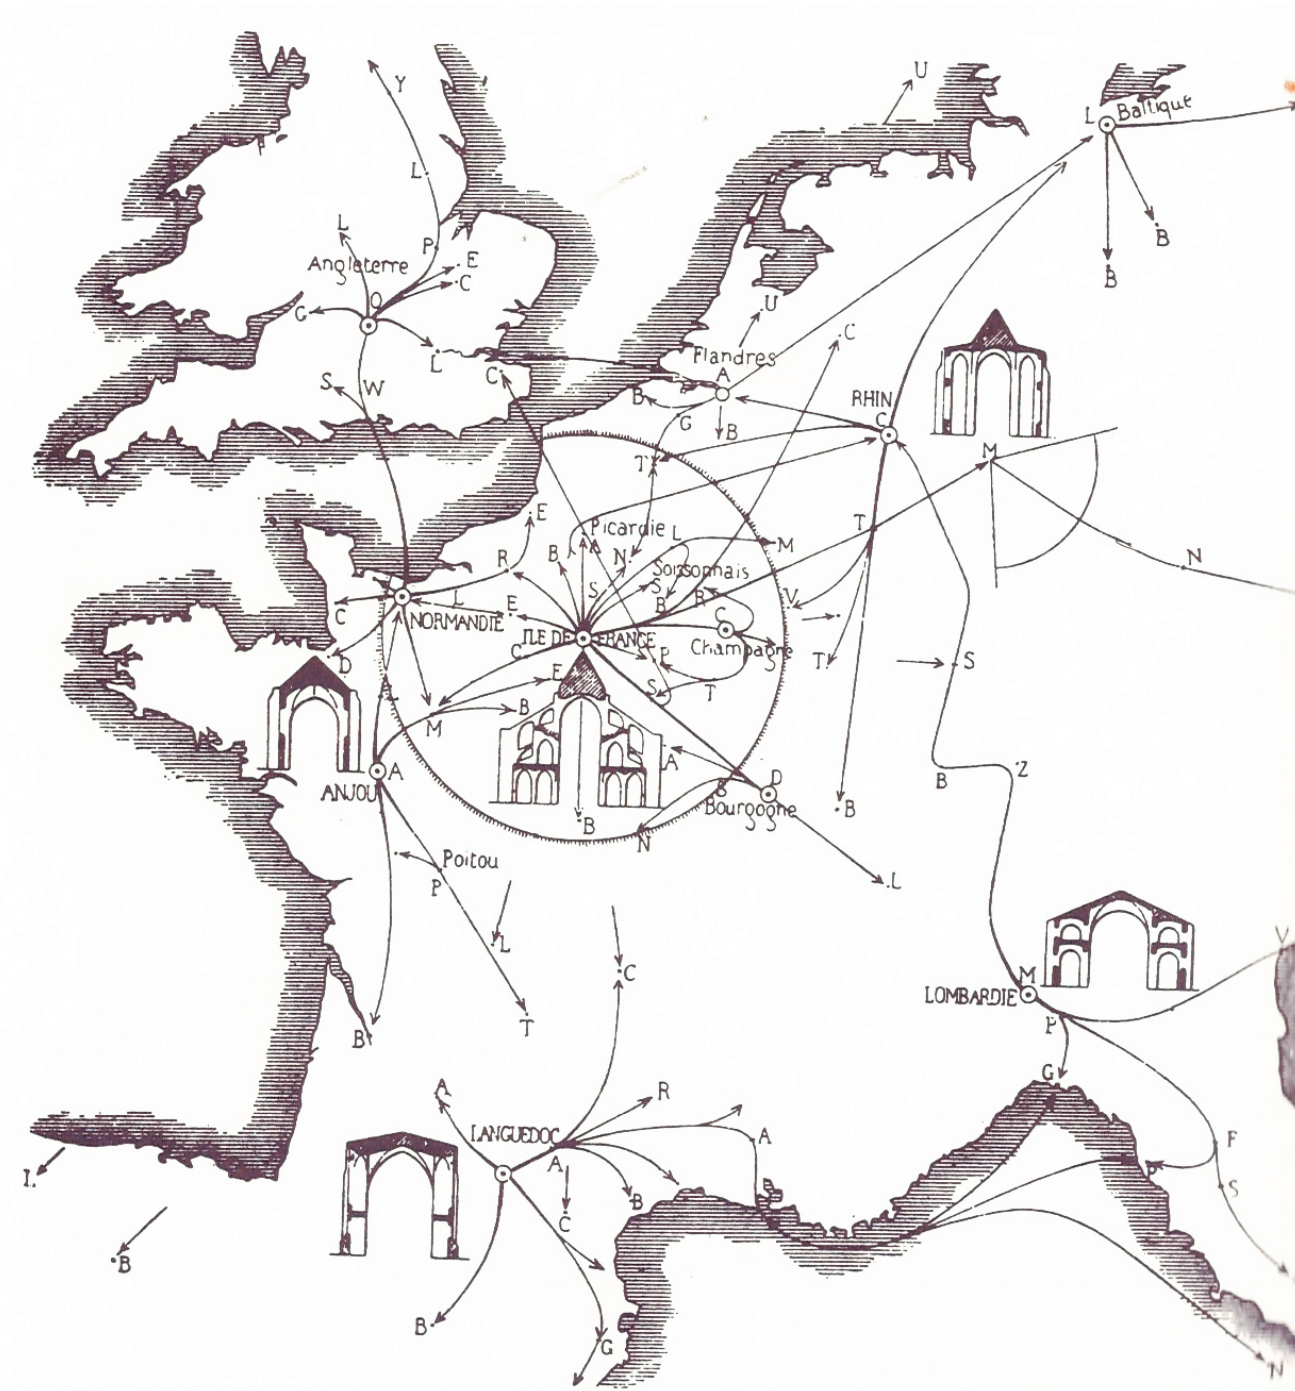 U
Y
L Baltique
L
L
P
B
Angleterre
E
C
B
O
G
U
L
C
Flandres
S
W
C
A
B
RHIN
G
C
B
T
M
E
Picardie
L
T
A
M
R
B
N
N
Soissonnais
S
S
V
C
L
E
R
R
NORMANDIE
C
ILE DE FRANCE
Champagne
C
P
S
D
T
S
E
S
T
B
M
A
B
Z
A
D
ANJOU
S
Bourgogne
B
B
N
Poitou
P
L
L
V
C
M
LOMBARDIE
P
T
B
G
A
R
LANGUEDOC
A
F
A
I.
B
S
C
B
B
G
N